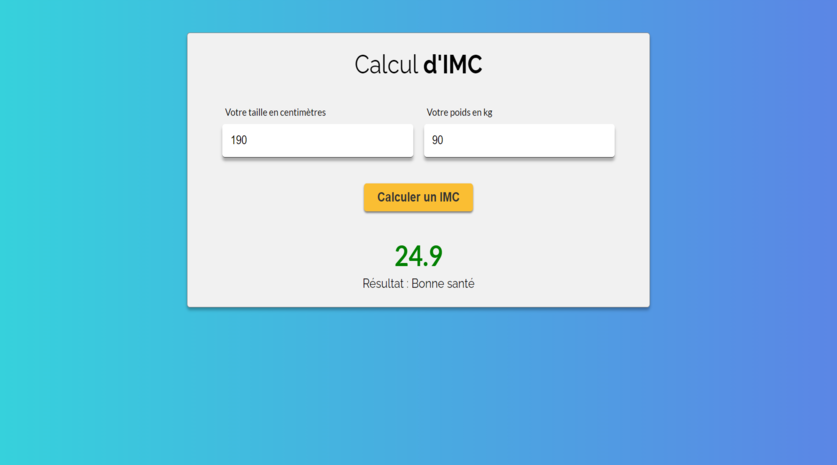 Calcul d'IMC
Votre taille en centimètres
Votre poids en kg
190
90
Calculer un IMC
24.9
Résultat : Bonne santé